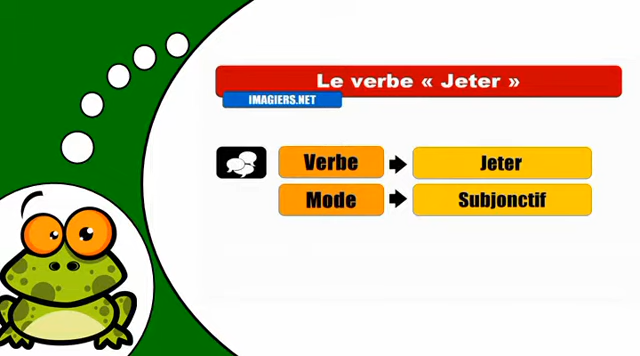 Le verbe « Jeter »
IMAGIERS.NET
Verbe Jeter
Mode Subjonctif